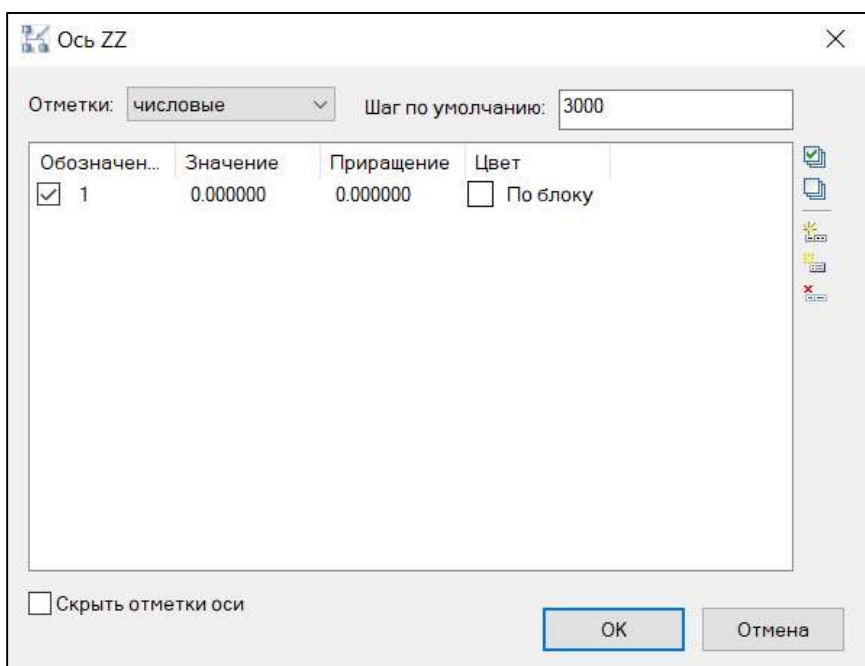 Ось ZZ
Отметки: числовые Шаг по умолчанию: 3000
Обозначен... Значение Приращение Цвет
1 0.000000 0.000000 По блоку
Скрыть отметки оси
OK Отмена